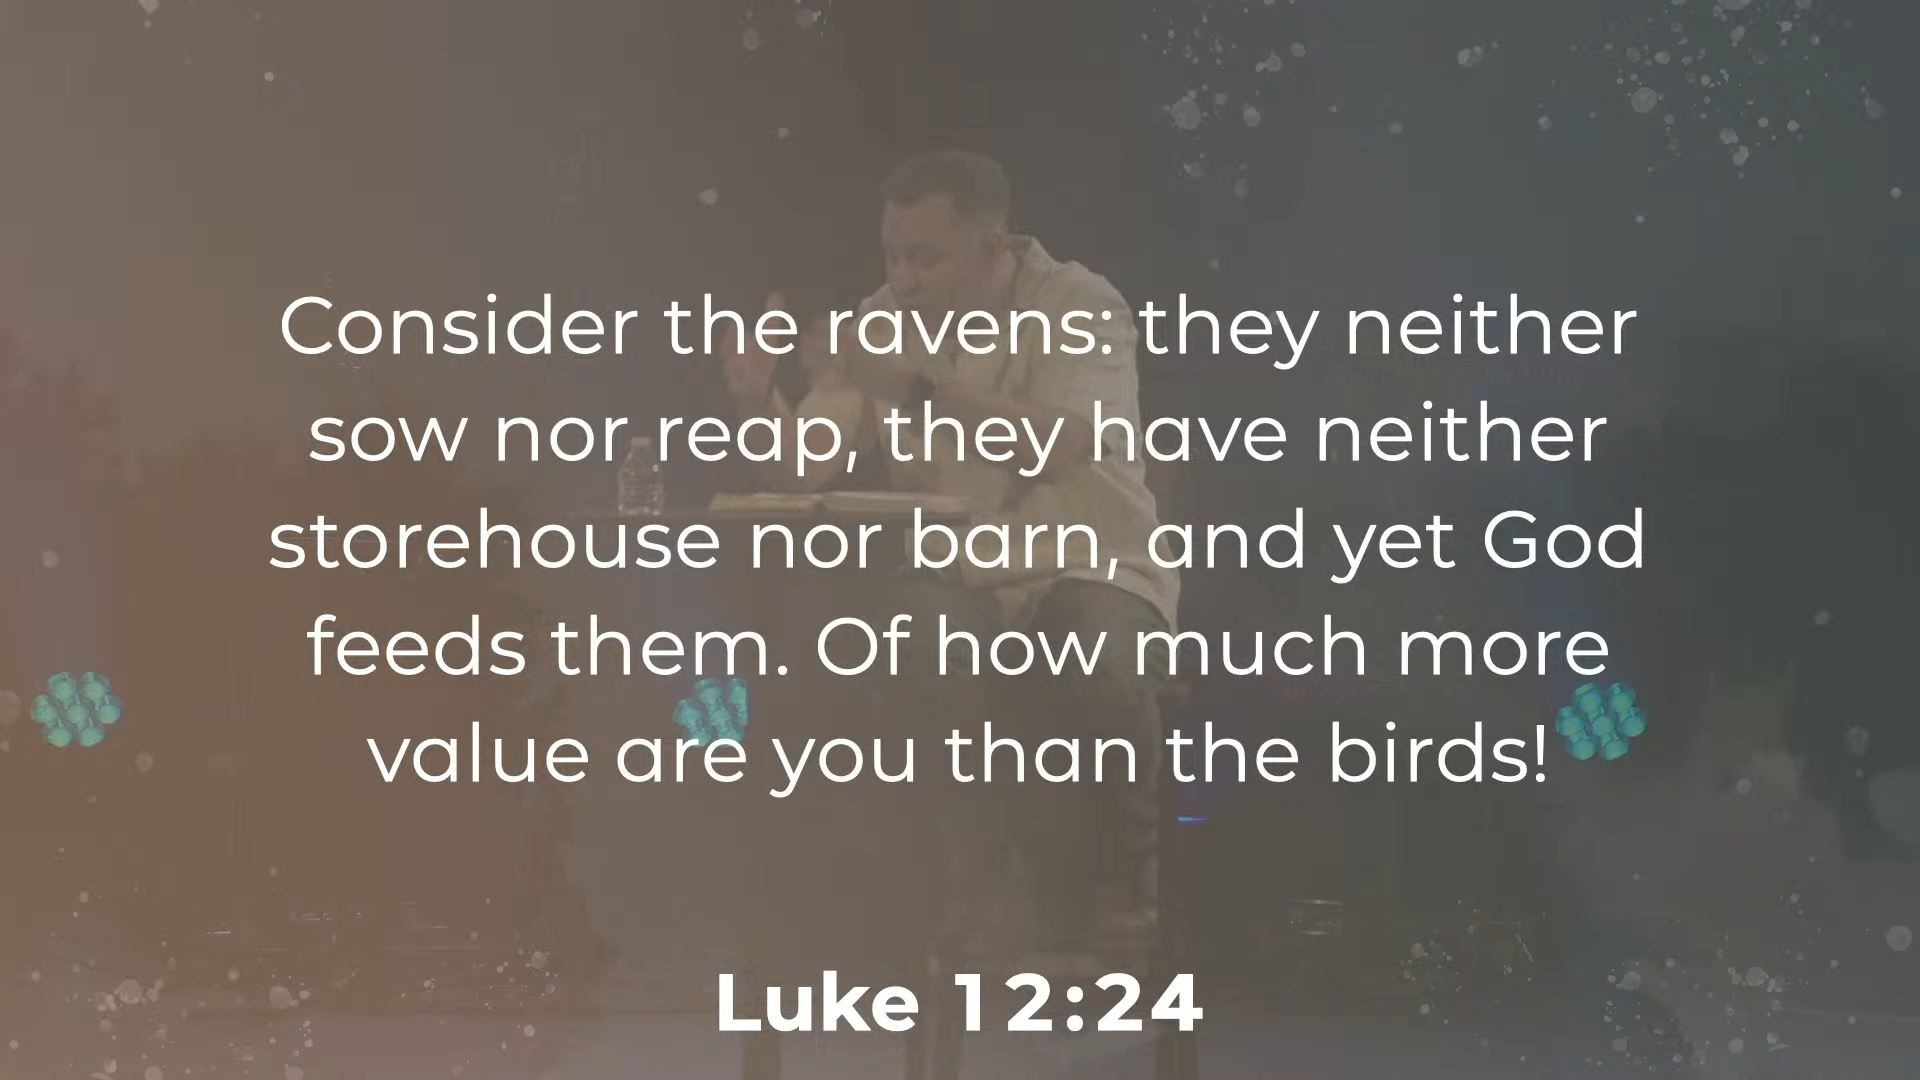 Consider the ravens: they neither
sow nor reap, they have neither
storehouse nor barn, and yet God
feeds them. Of how much more
value are you than the birds!
Luke 12:24